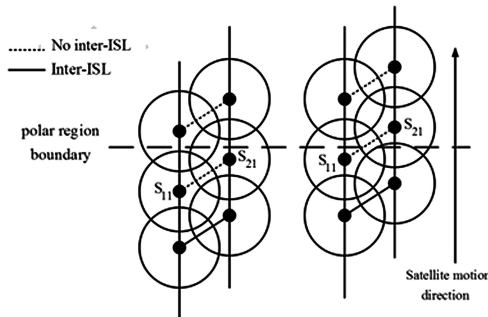 No inter-ISL
Inter-ISL
polar region
boundary
S11
S21
S11
S21
Satellite motion
direction